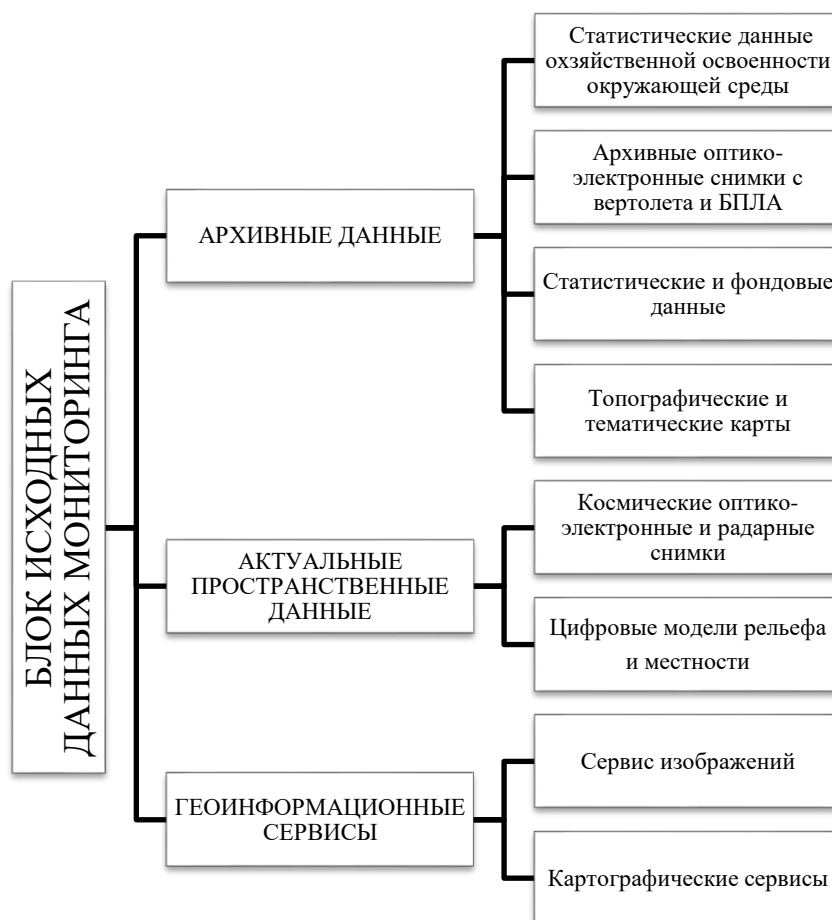 БЛОК ИСХОДНЫХ
ДАННЫХ МОНИТОРИНГА
АРХИВНЫЕ ДАННЫЕ
Статистические данные
охзяйственной освоенности
окружающей среды
Архивные оптико-
электронные снимки с
вертолета и БПЛА
Статистические и фондовые
данные
Топографические и
тематические карты
АКТУАЛЬНЫЕ
ПРОСТРАНСТВЕННЫЕ
ДАННЫЕ
Космические оптико-
электронные и радарные
снимки
Цифровые модели рельефа
и местности
ГЕОИНФОРМАЦИОННЫЕ
СЕРВИСЫ
Сервис изображений
Картографические сервисы